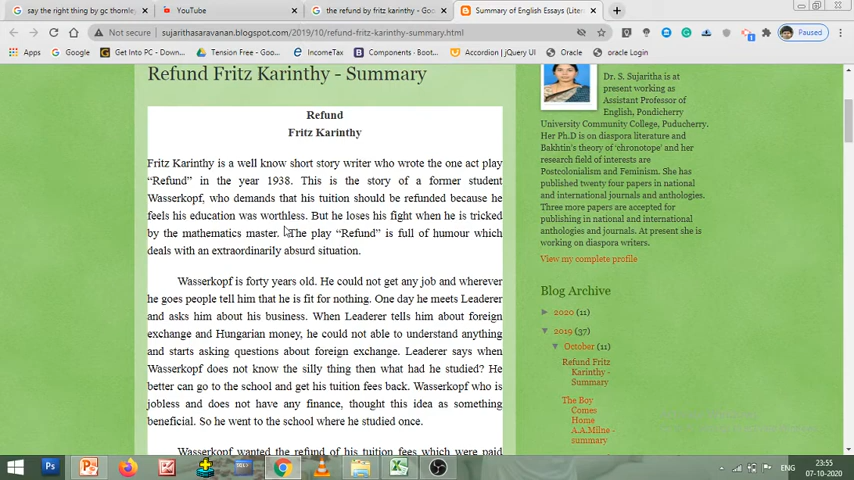 say the right thing by gc thornley
YouTube
the refund by fritz karinthy - Goo
Summary of English Essays (Liter
Not secure | sujarithasaravanan.blogspot.com/2019/10/refund-fritz-karinthy-summary.html
Paused
Apps
Google
Get Into PC - Downl...
Tension Free - Goog...
IncomeTax
BSNL Connect
Accordion | jQuery UI
Oracle
oracle Login
Refund Fritz Karinthy - Summary
Refund
Fritz Karinthy
Fritz Karinthy is a well know short story writer who wrote the one act play
“Refund” in the year 1938. This is the story of a former student
Wasserkopf, who demands that his tuition should be refunded because he
feels his education was worthless. But he loses his fight when he is tricked
by the mathematics master. The play “Refund” is full of humour which
deals with an extraordinarily absurd situation.
Wasserkopf is forty years old. He could not get any job and wherever
he goes people tell him that he is fit for nothing. One day he meets Leaderer
and asks him about his business. When Leaderer tells him about foreign
exchange and Hungarian money, he could not able to understand anything
and starts asking questions about foreign exchange. Leaderer says when
Wasserkopf does not know the silly thing then what had he studied? He
better can go to the school and get his tuition fees back. Wasserkopf who is
jobless and does not have any finance, thought this idea as something
beneficial. So he went to the school where he studied once.
Wasserkopf wanted the refund of his tuition fees which were paid
Dr. S. Sujaritha is at
present working as
Assistant Professor of
English, Pondicherry
University Community College, Puducherry.
Her Ph.D is on diaspora literature and
Bakhtin's theory of 'chronotope' and her
research field of interests are
Postcolonialism and Feminism. She has
published twenty four papers in national
and international journals and anthologies.
Three more papers are accepted for
publishing in national and international
anthologies and journals. At present she is
working on diaspora writers.
View my complete profile
Blog Archive
► 2020 (11)
▼ 2019 (37)
▼ October (11)
Refund Fritz
Karinthy -
Summary
The Boy
Comes
Home
A.A.Milne -
summary
ENG
23:55
07-10-2020